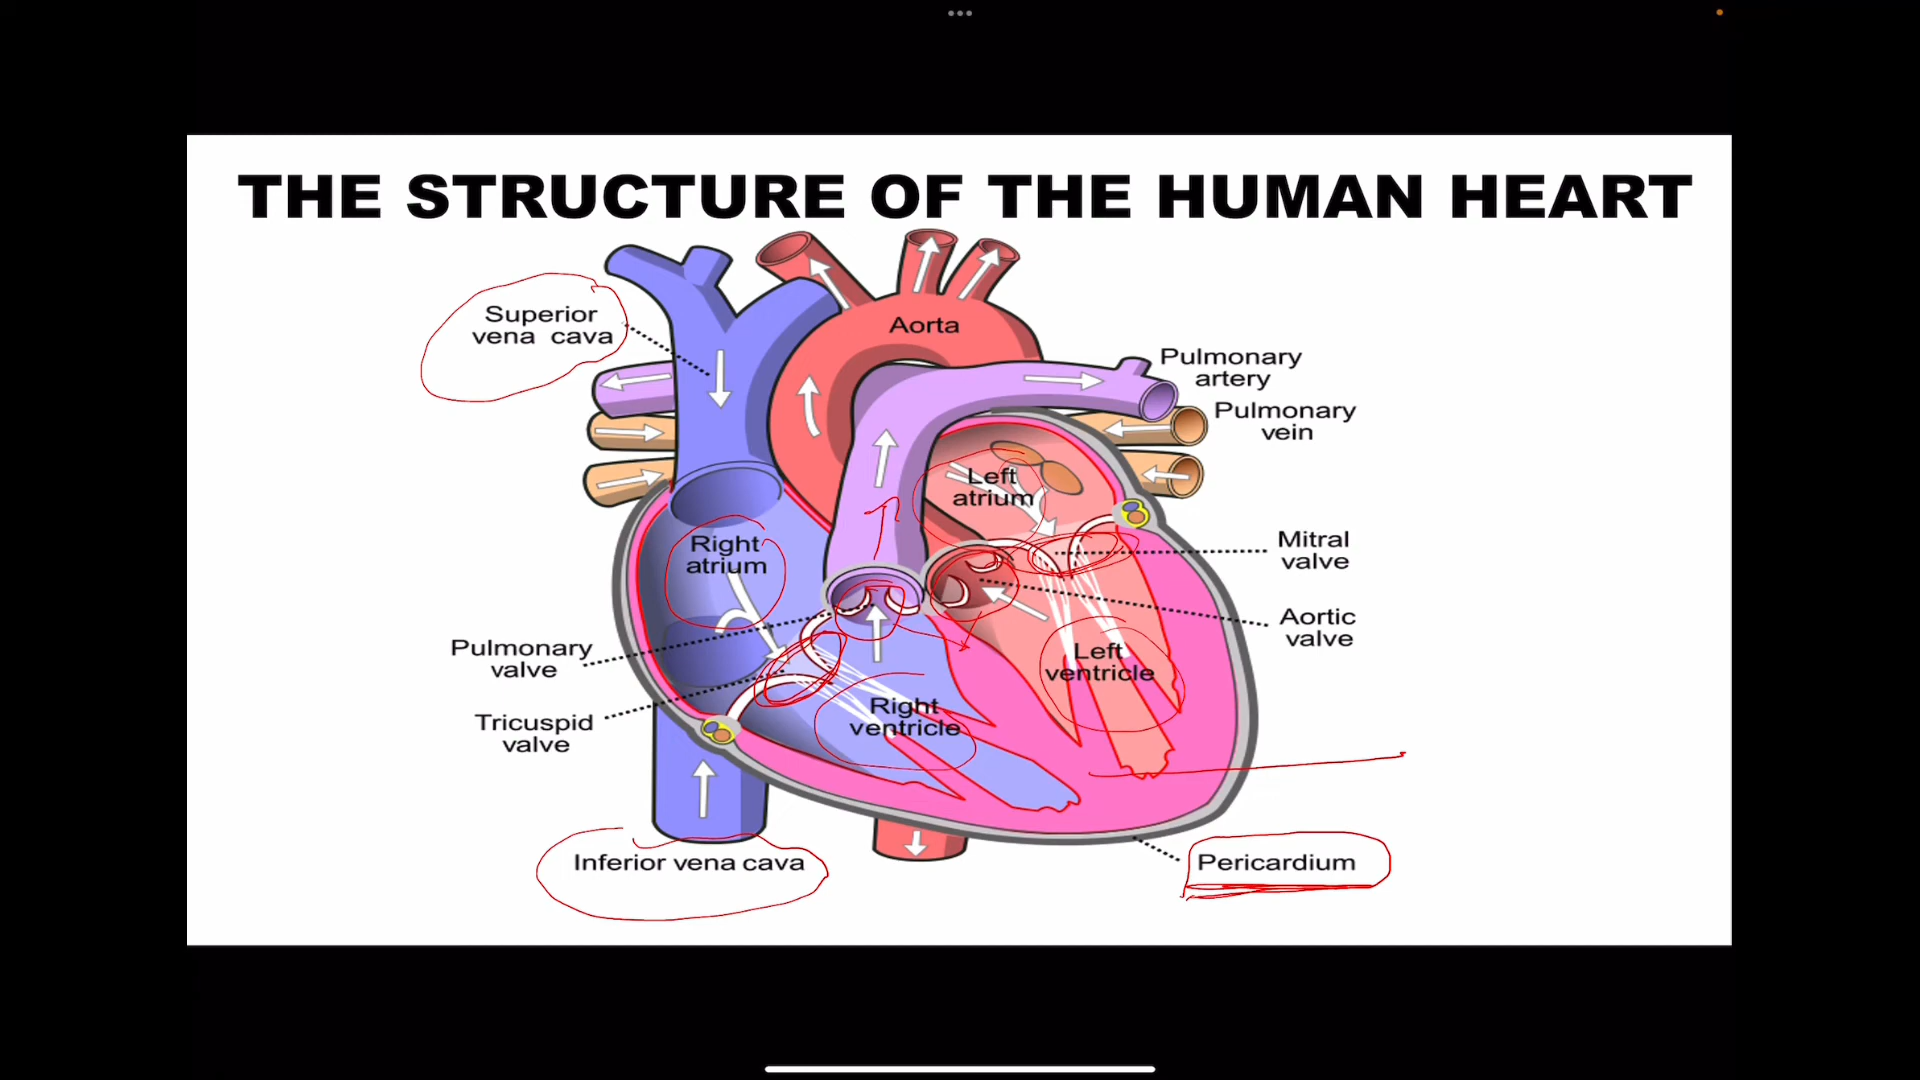 THE STRUCTURE OF THE HUMAN HEART
Superior
vena cava
Aorta
Pulmonary
artery
Pulmonary
vein
Left
atrium
Right
atrium
Mitral
valve
Aortic
valve
Pulmonary
valve
Left
ventricle
Tricuspid
valve
Right
ventricle
Inferior vena cava
Pericardium